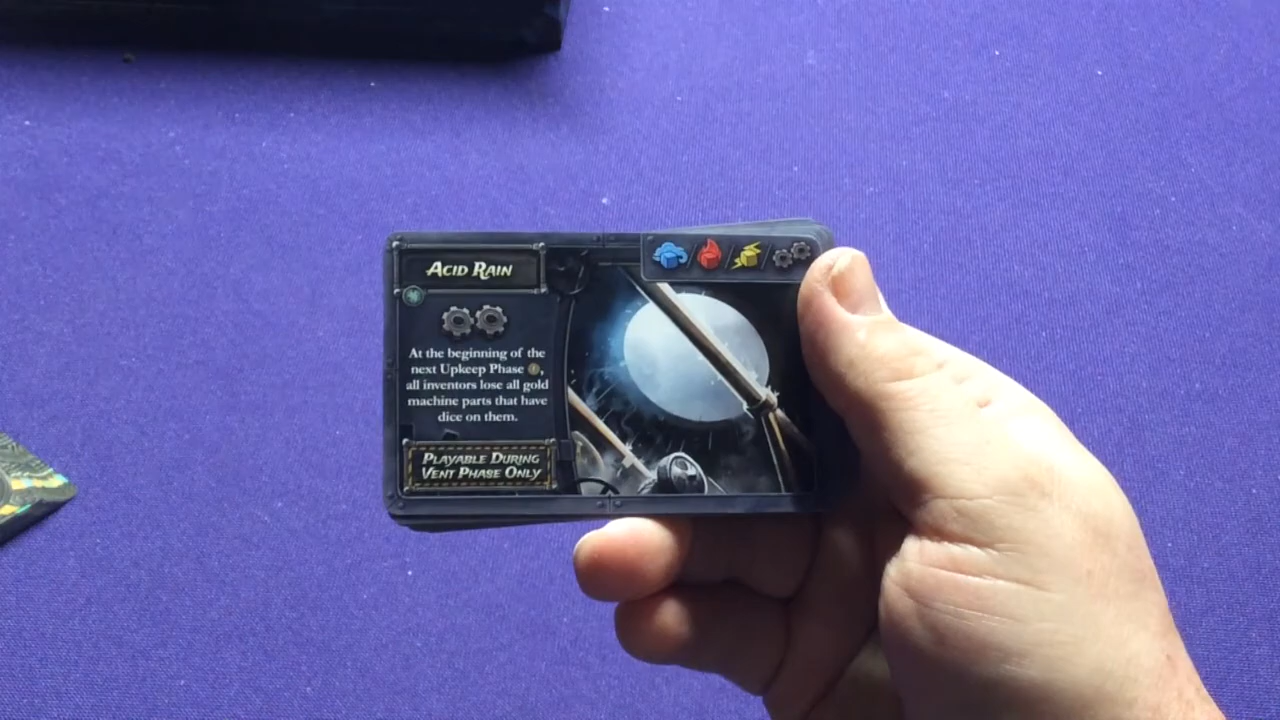 Acid Rain
At the beginning of the
next Upkeep Phase ,
all inventors lose all gold
machine parts that have
dice on them.
Playable During
Vent Phase Only